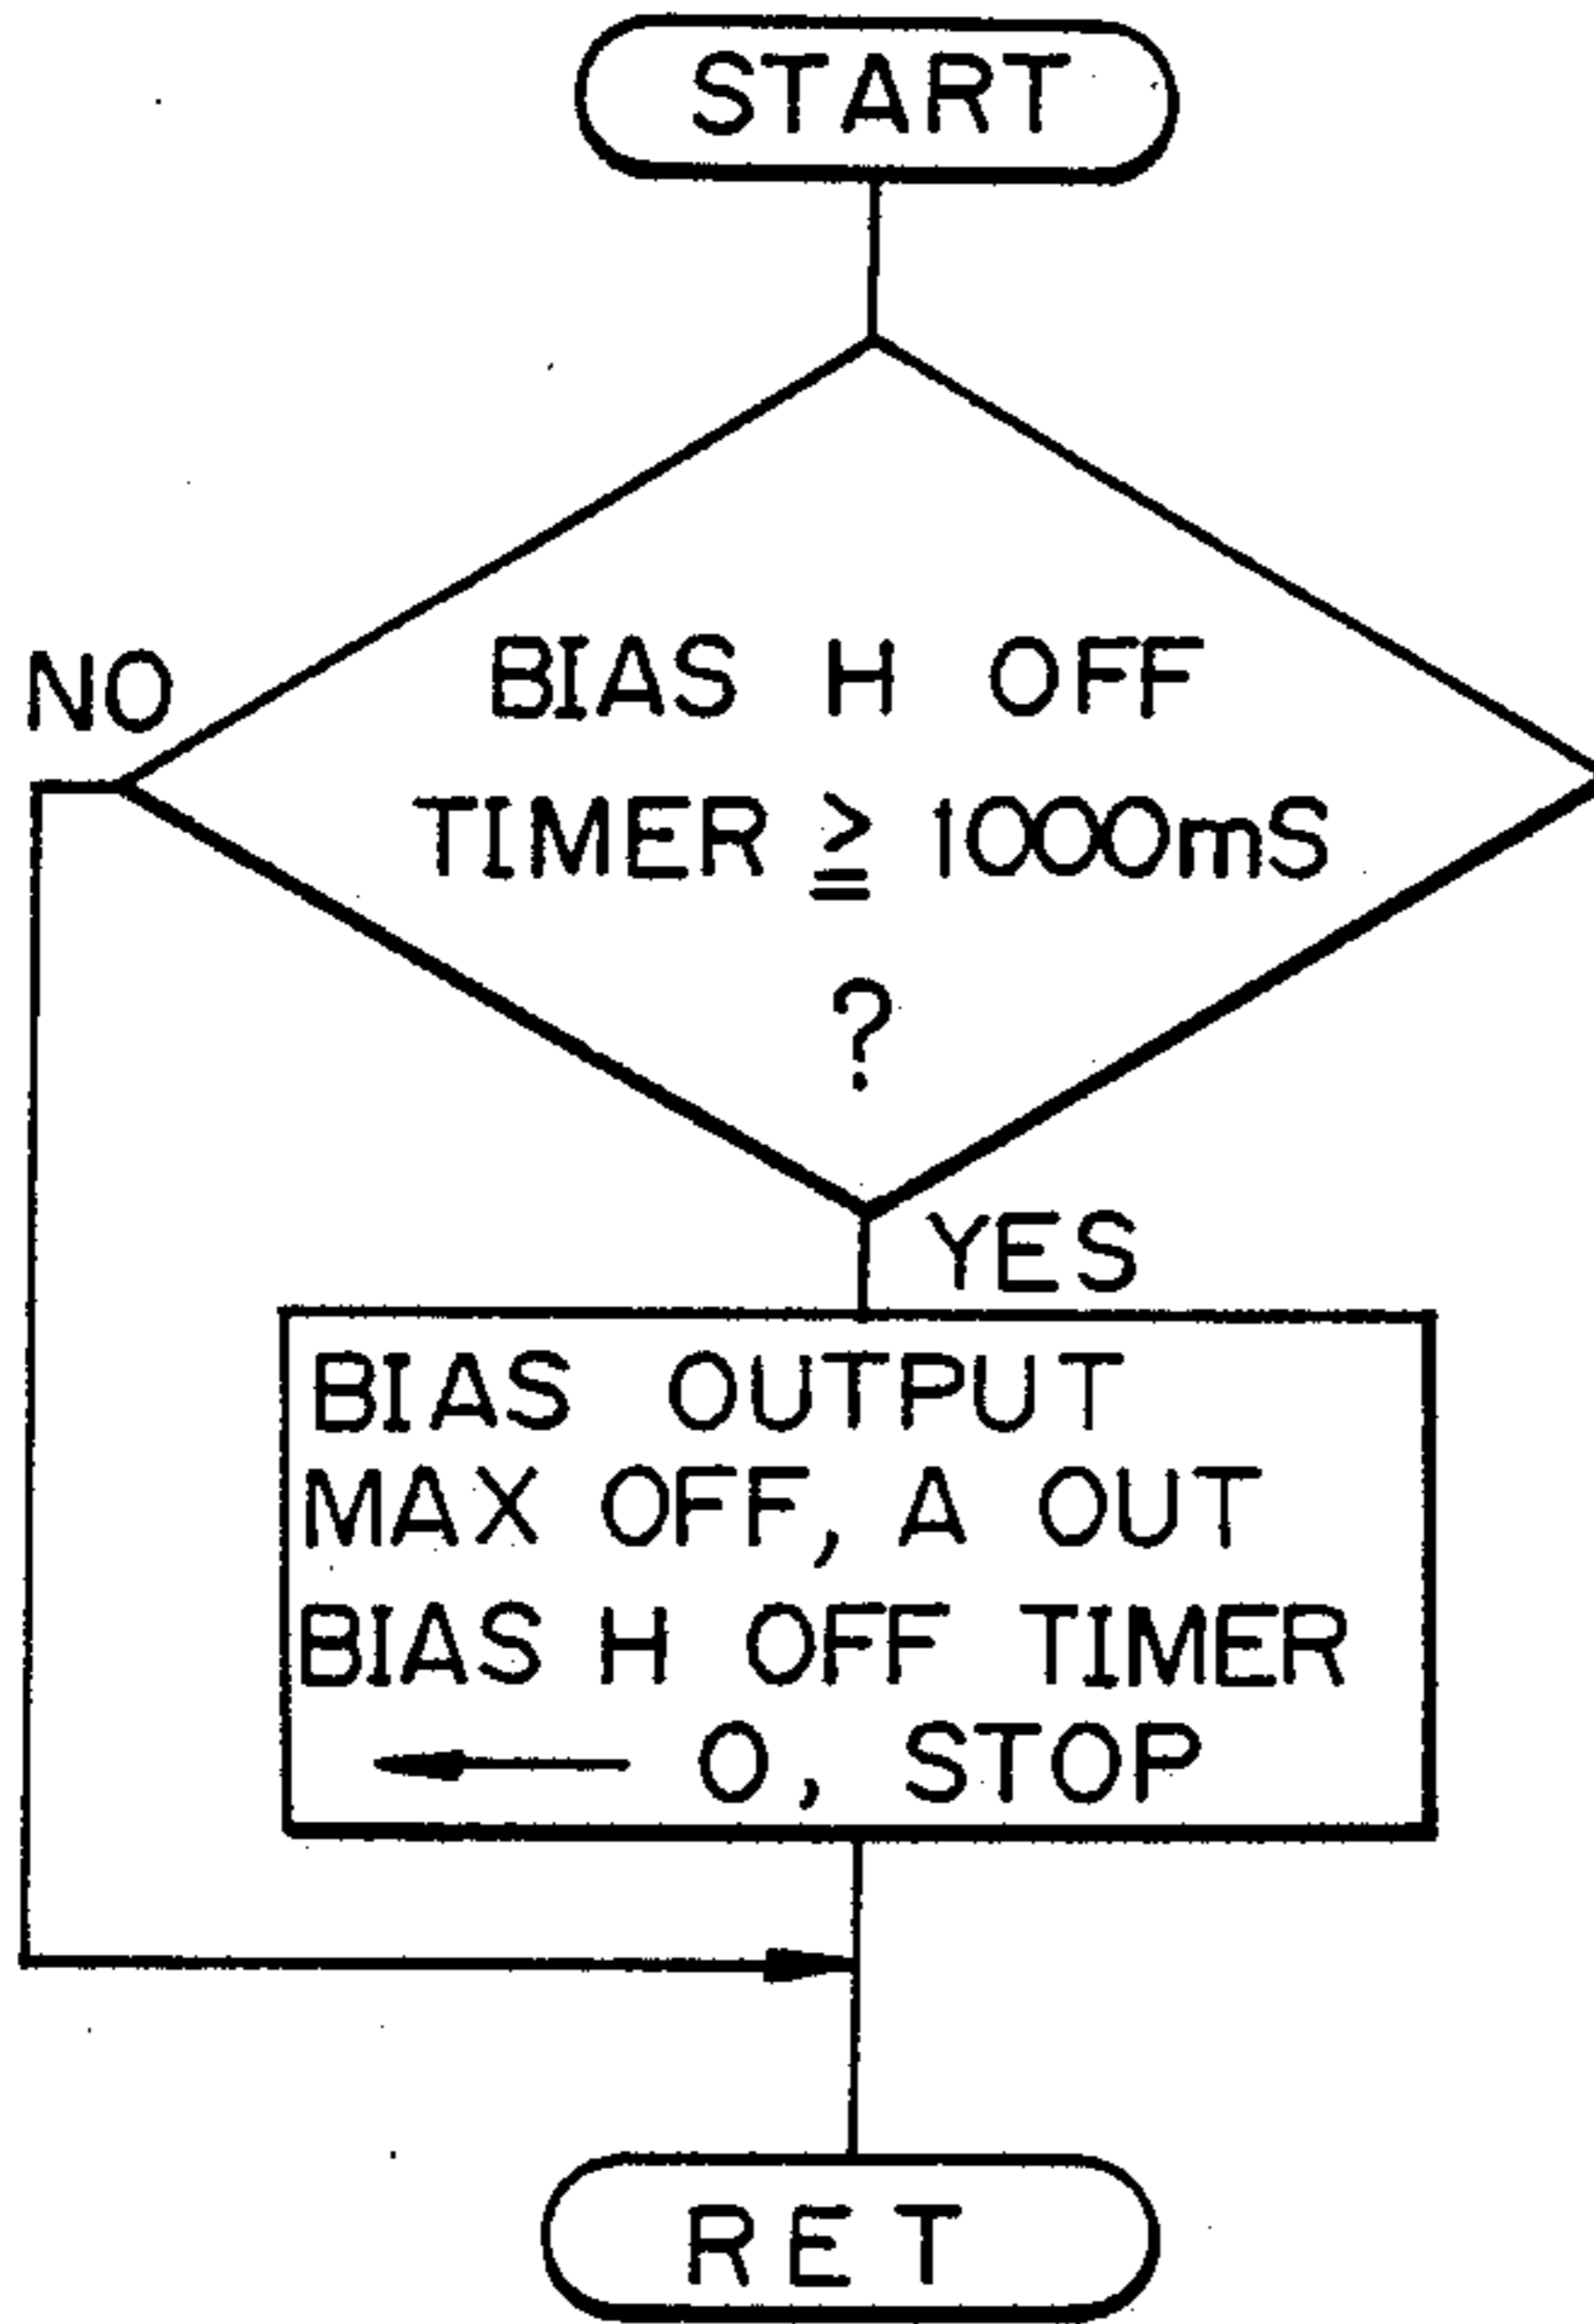 START
NO
BIAS H OFF
TIMER ≧ 1000mS
?
YES
BIAS OUTPUT
MAX OFF, A OUT
BIAS H OFF TIMER
← 0, STOP
RET